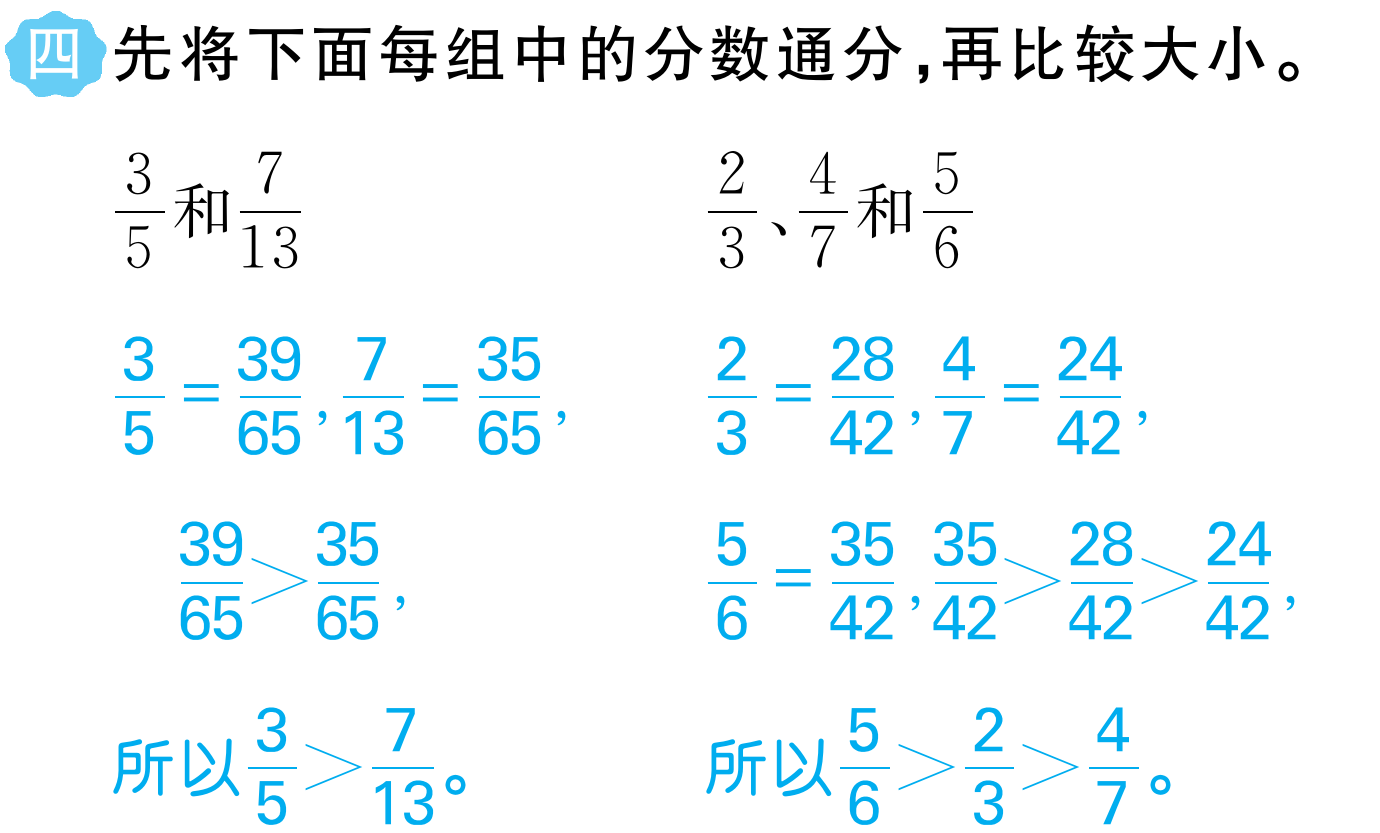 四 先将下面每组中的分数通分,再比较大小。
3/5和7/13
3/5=39/65,7/13=35/65,
39/65>35/65,
所以3/5>7/13。
2/3、4/7和5/6
2/3=28/42,4/7=24/42,
5/6=35/42,35/42>28/42>24/42,
所以5/6>2/3>4/7。